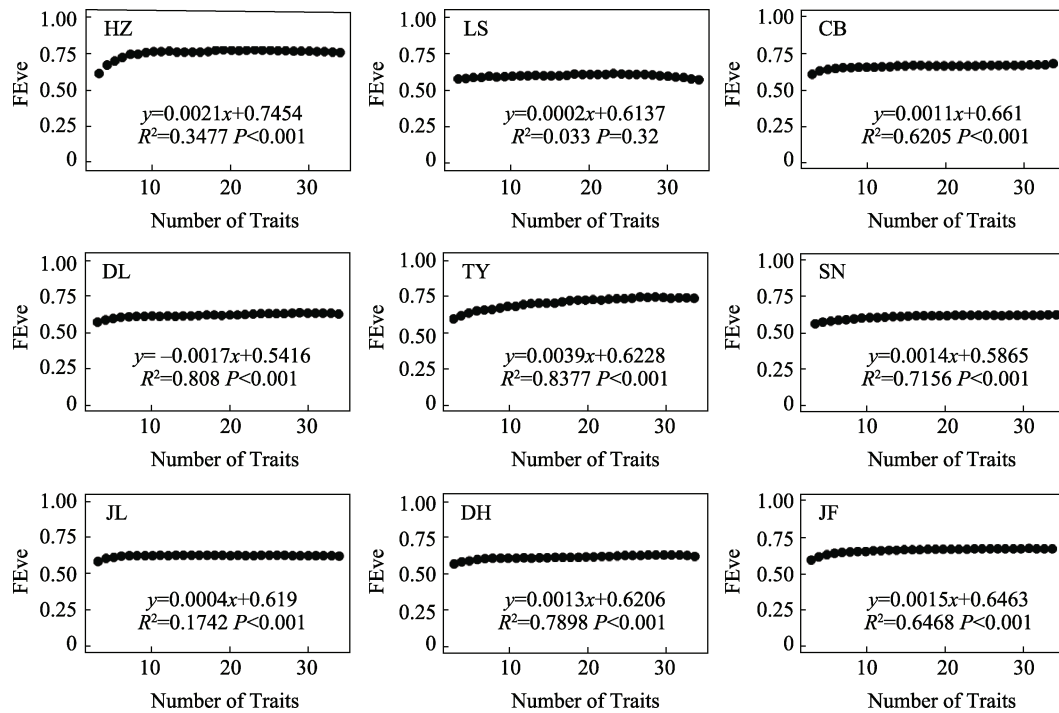 HZ
1.00
0.75
0.50
0.25
0
FEve
y=0.0021x+0.7454
R²=0.3477 P<0.001
10 20 30
Number of Traits
LS
1.00
0.75
0.50
0.25
0
FEve
y=0.0002x+0.6137
R²=0.033 P=0.32
10 20 30
Number of Traits
CB
1.00
0.75
0.50
0.25
0
FEve
y=0.0011x+0.661
R²=0.6205 P<0.001
10 20 30
Number of Traits
DL
1.00
0.75
0.50
0.25
0
FEve
y= –0.0017x+0.5416
R²=0.808 P<0.001
10 20 30
Number of Traits
TY
1.00
0.75
0.50
0.25
0
FEve
y=0.0039x+0.6228
R²=0.8377 P<0.001
10 20 30
Number of Traits
SN
1.00
0.75
0.50
0.25
0
FEve
y=0.0014x+0.5865
R²=0.7156 P<0.001
10 20 30
Number of Traits
JL
1.00
0.75
0.50
0.25
0
FEve
y=0.0004x+0.619
R²=0.1742 P<0.001
10 20 30
Number of Traits
DH
1.00
0.75
0.50
0.25
0
FEve
y=0.0013x+0.6206
R²=0.7898 P<0.001
10 20 30
Number of Traits
JF
1.00
0.75
0.50
0.25
0
FEve
y=0.0015x+0.6463
R²=0.6468 P<0.001
10 20 30
Number of Traits